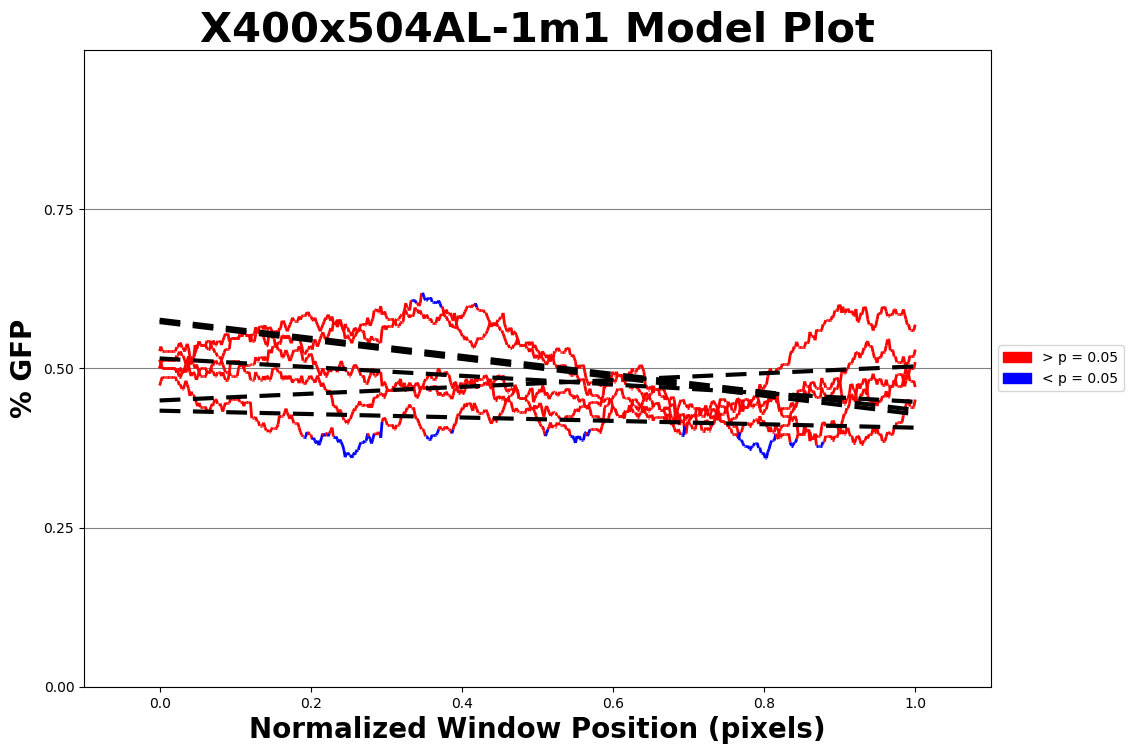 X400x504AL-1m1 Model Plot
% GFP
0.75
0.50
0.25
0.00
0.0 0.2 0.4 0.6 0.8 1.0
Normalized Window Position (pixels)
> p = 0.05
< p = 0.05